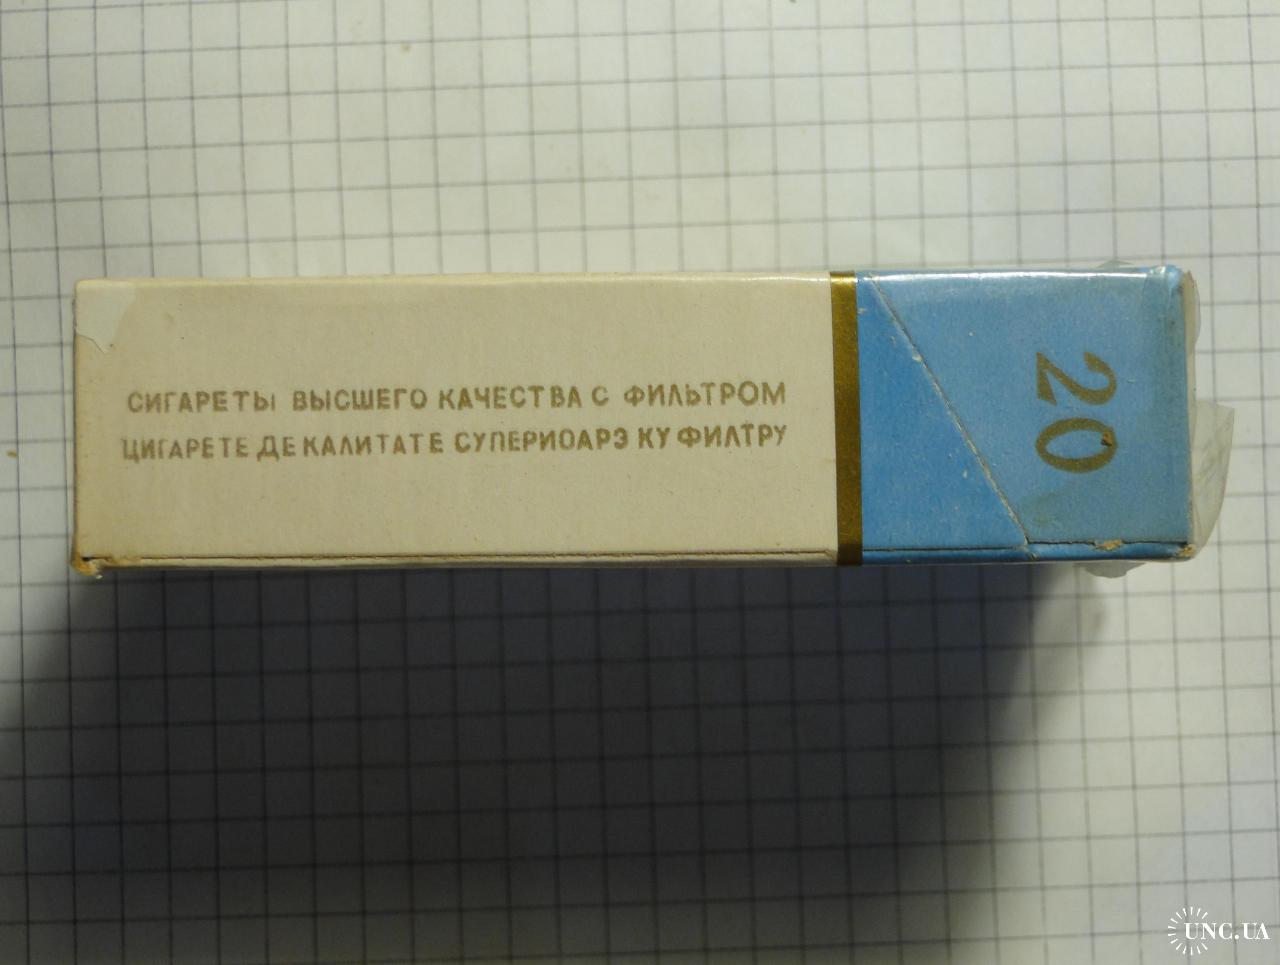 СИГАРЕТЫ ВЫСШЕГО КАЧЕСТВА С ФИЛЬТРОМ
ЦИГАРЕТЕ ДЕ КАЛИТАТЕ СУПЕРИОАРЭ КУ ФИЛТРУ
20
UNC.UA